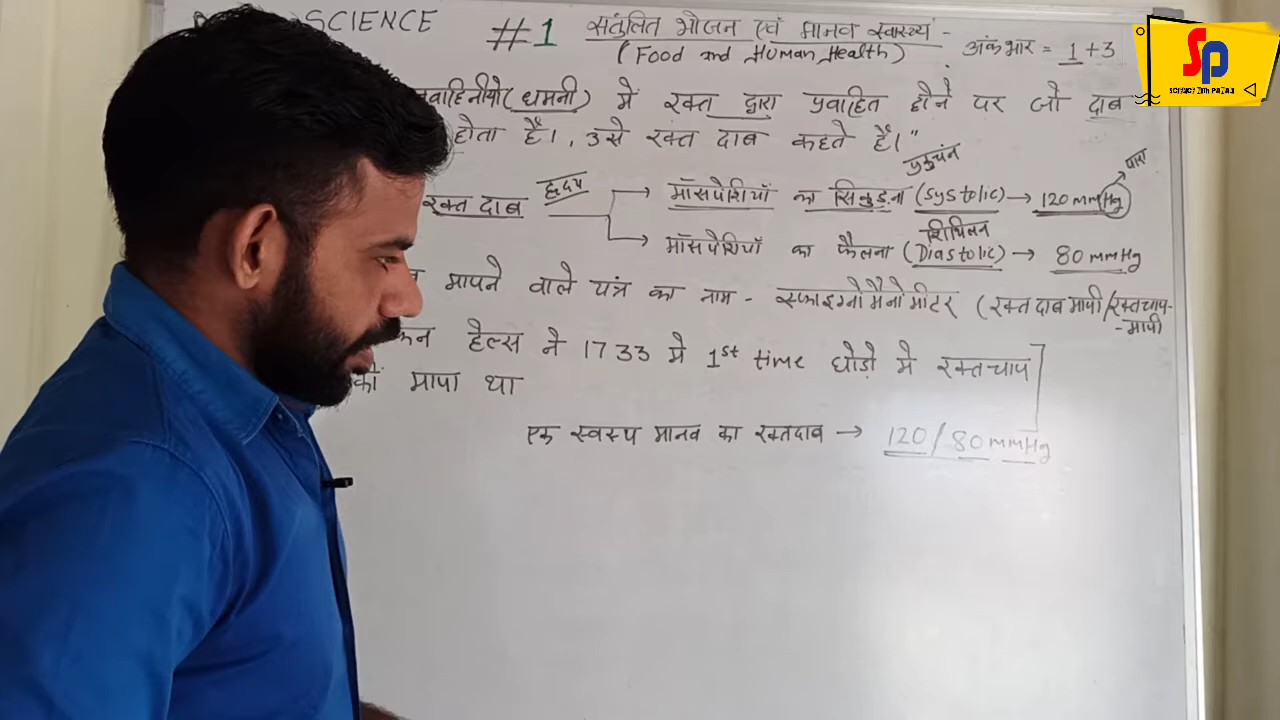 SCIENCE #1 संतुलित भोजन एवं मानव स्वास्थ्य -
(Food and Human Health) अंकभार = 1+3
वाहिनीयो (धमनी) में रक्त द्वारा प्रवाहित होने पर जो दाब
होता है।, उसे रक्त दाब कहते हैं।"
प्रकुचंन पारा
रक्त दाब हृदय → मॉसपेशियॉ का सिकुड़ना (Systolic) → 120 mmHg
शिथिलन
→ मॉसपेशियॉ का फैलना (Diastolic) → 80 mmHg
मापने वाले यंत्र का नाम - स्फाइग्नोमैनोमीटर (रक्त दाब मापी/रक्तचाप-
-मापी
हेल्स ने 1733 मे 1st time घोड़े मे रक्तचाप
को मापा था
एक स्वस्प मानव का रक्तदाब → 120/80 mmHg
SP